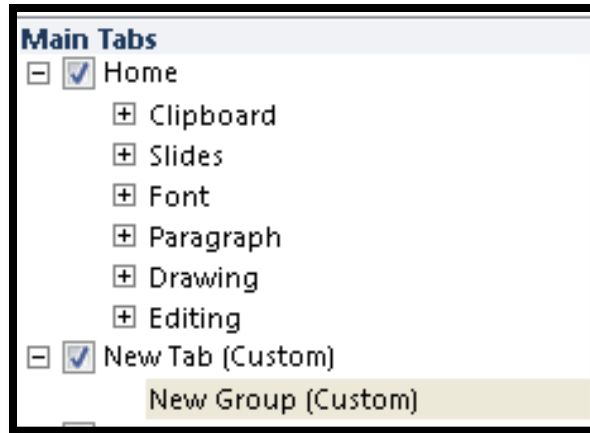 Main Tabs
Home
Clipboard
Slides
Font
Paragraph
Drawing
Editing
New Tab (Custom)
New Group (Custom)